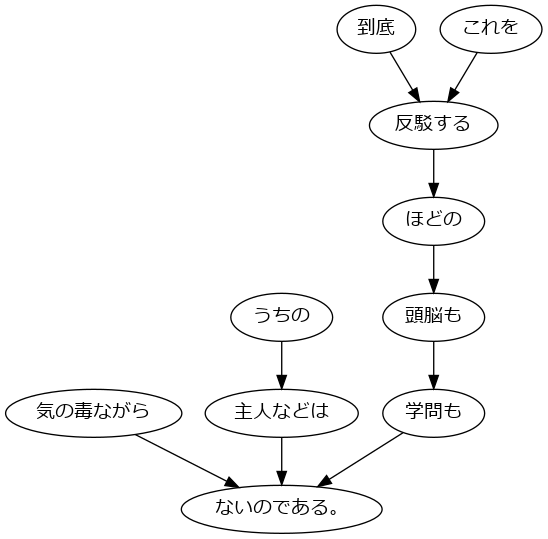 到底
これを
反駁する
ほどの
うちの
頭脳も
気の毒ながら
主人などは
学問も
ないのである。